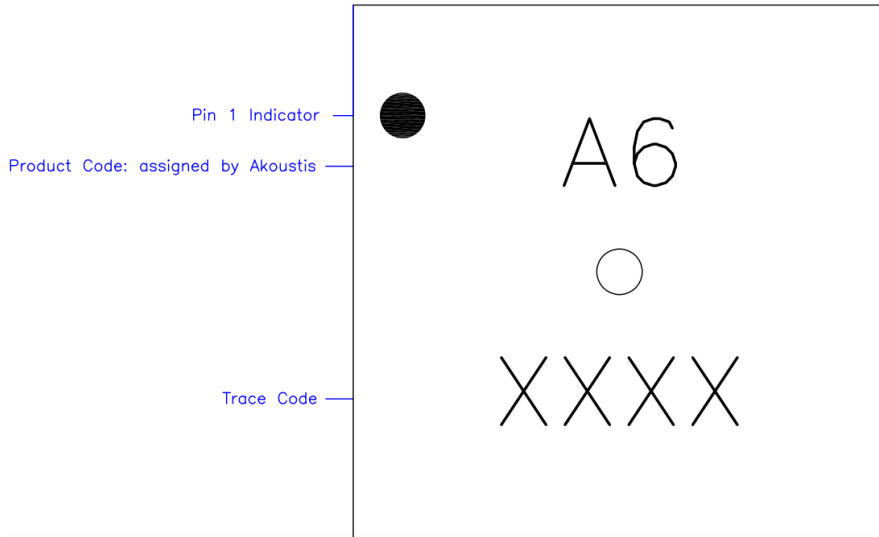 Pin 1 Indicator
A6
Product Code: assigned by Akoustis
Trace Code
XXXX